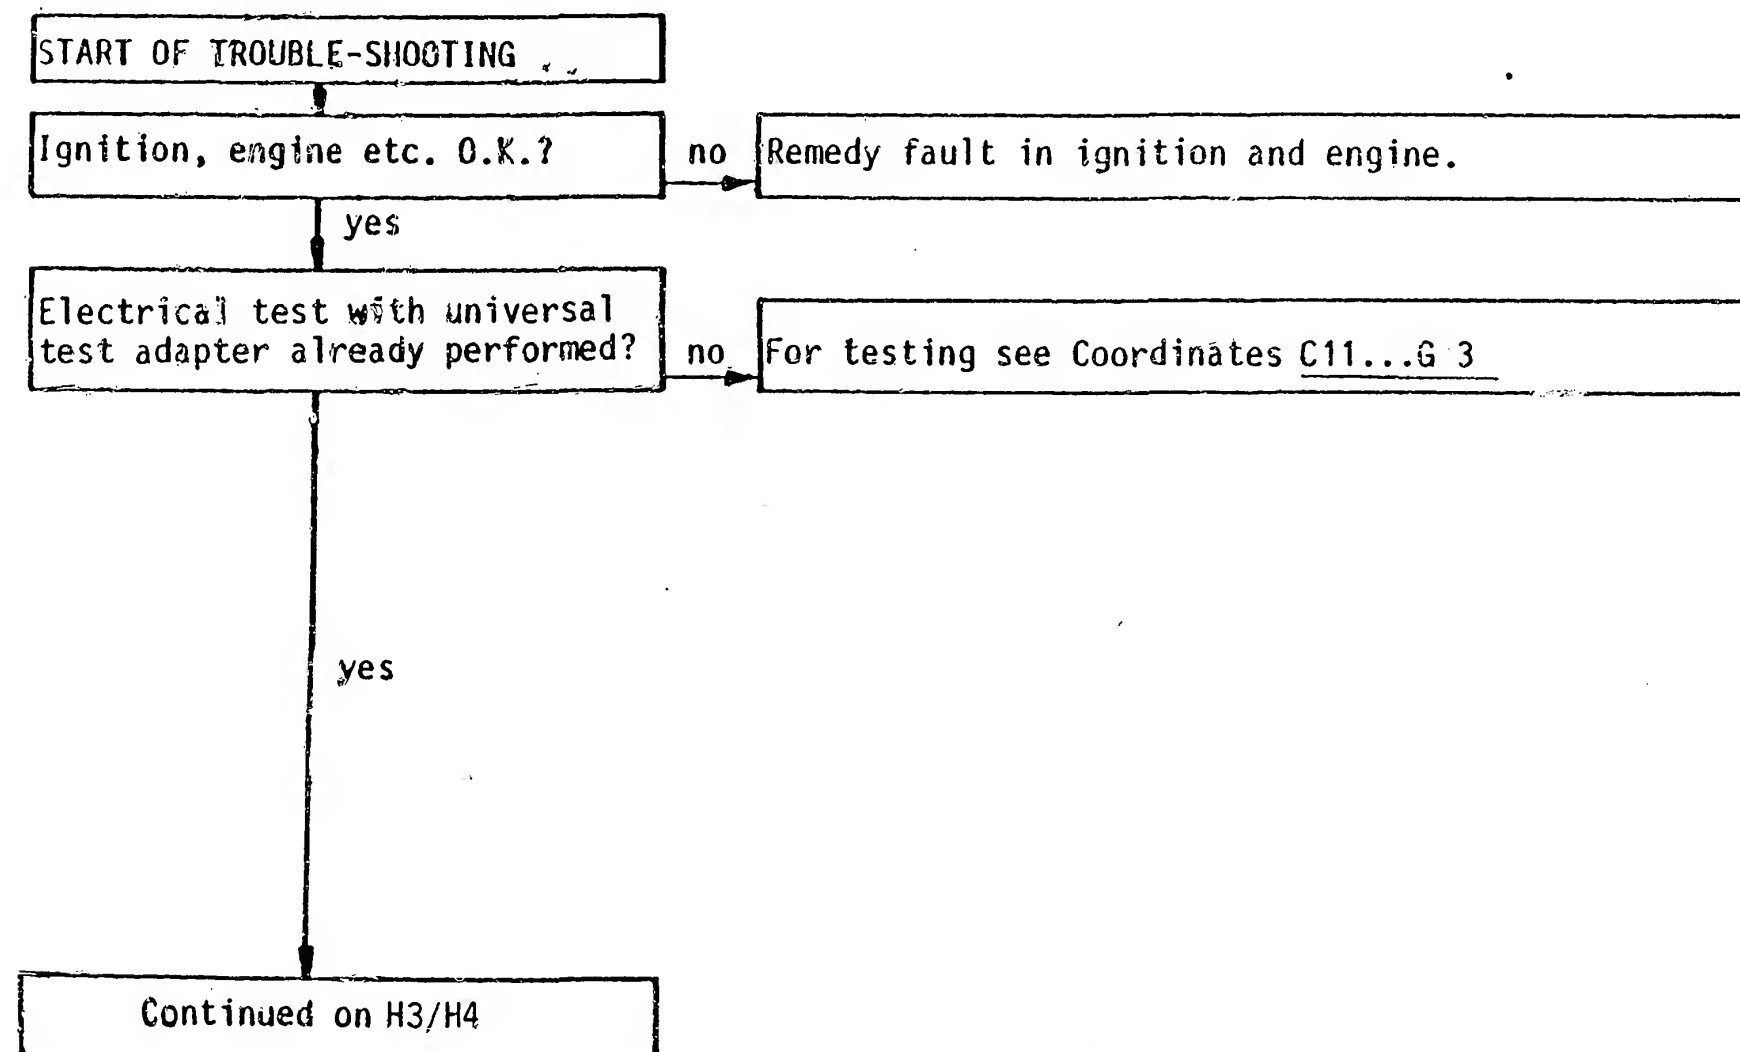 START OF TROUBLE-SHOOTING
Ignition, engine etc. O.K.?
no
Remedy fault in ignition and engine.
yes
Electrical test with universal
test adapter already performed?
no
For testing see Coordinates C11...G 3
yes
Continued on H3/H4